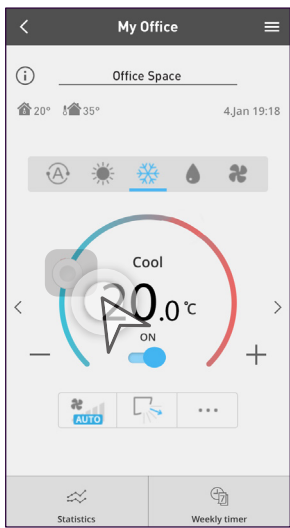 My Office
Office Space
20° 35° 4.Jan 19:18
A
Cool
20.0 °C
ON
AUTO
Statistics
Weekly timer